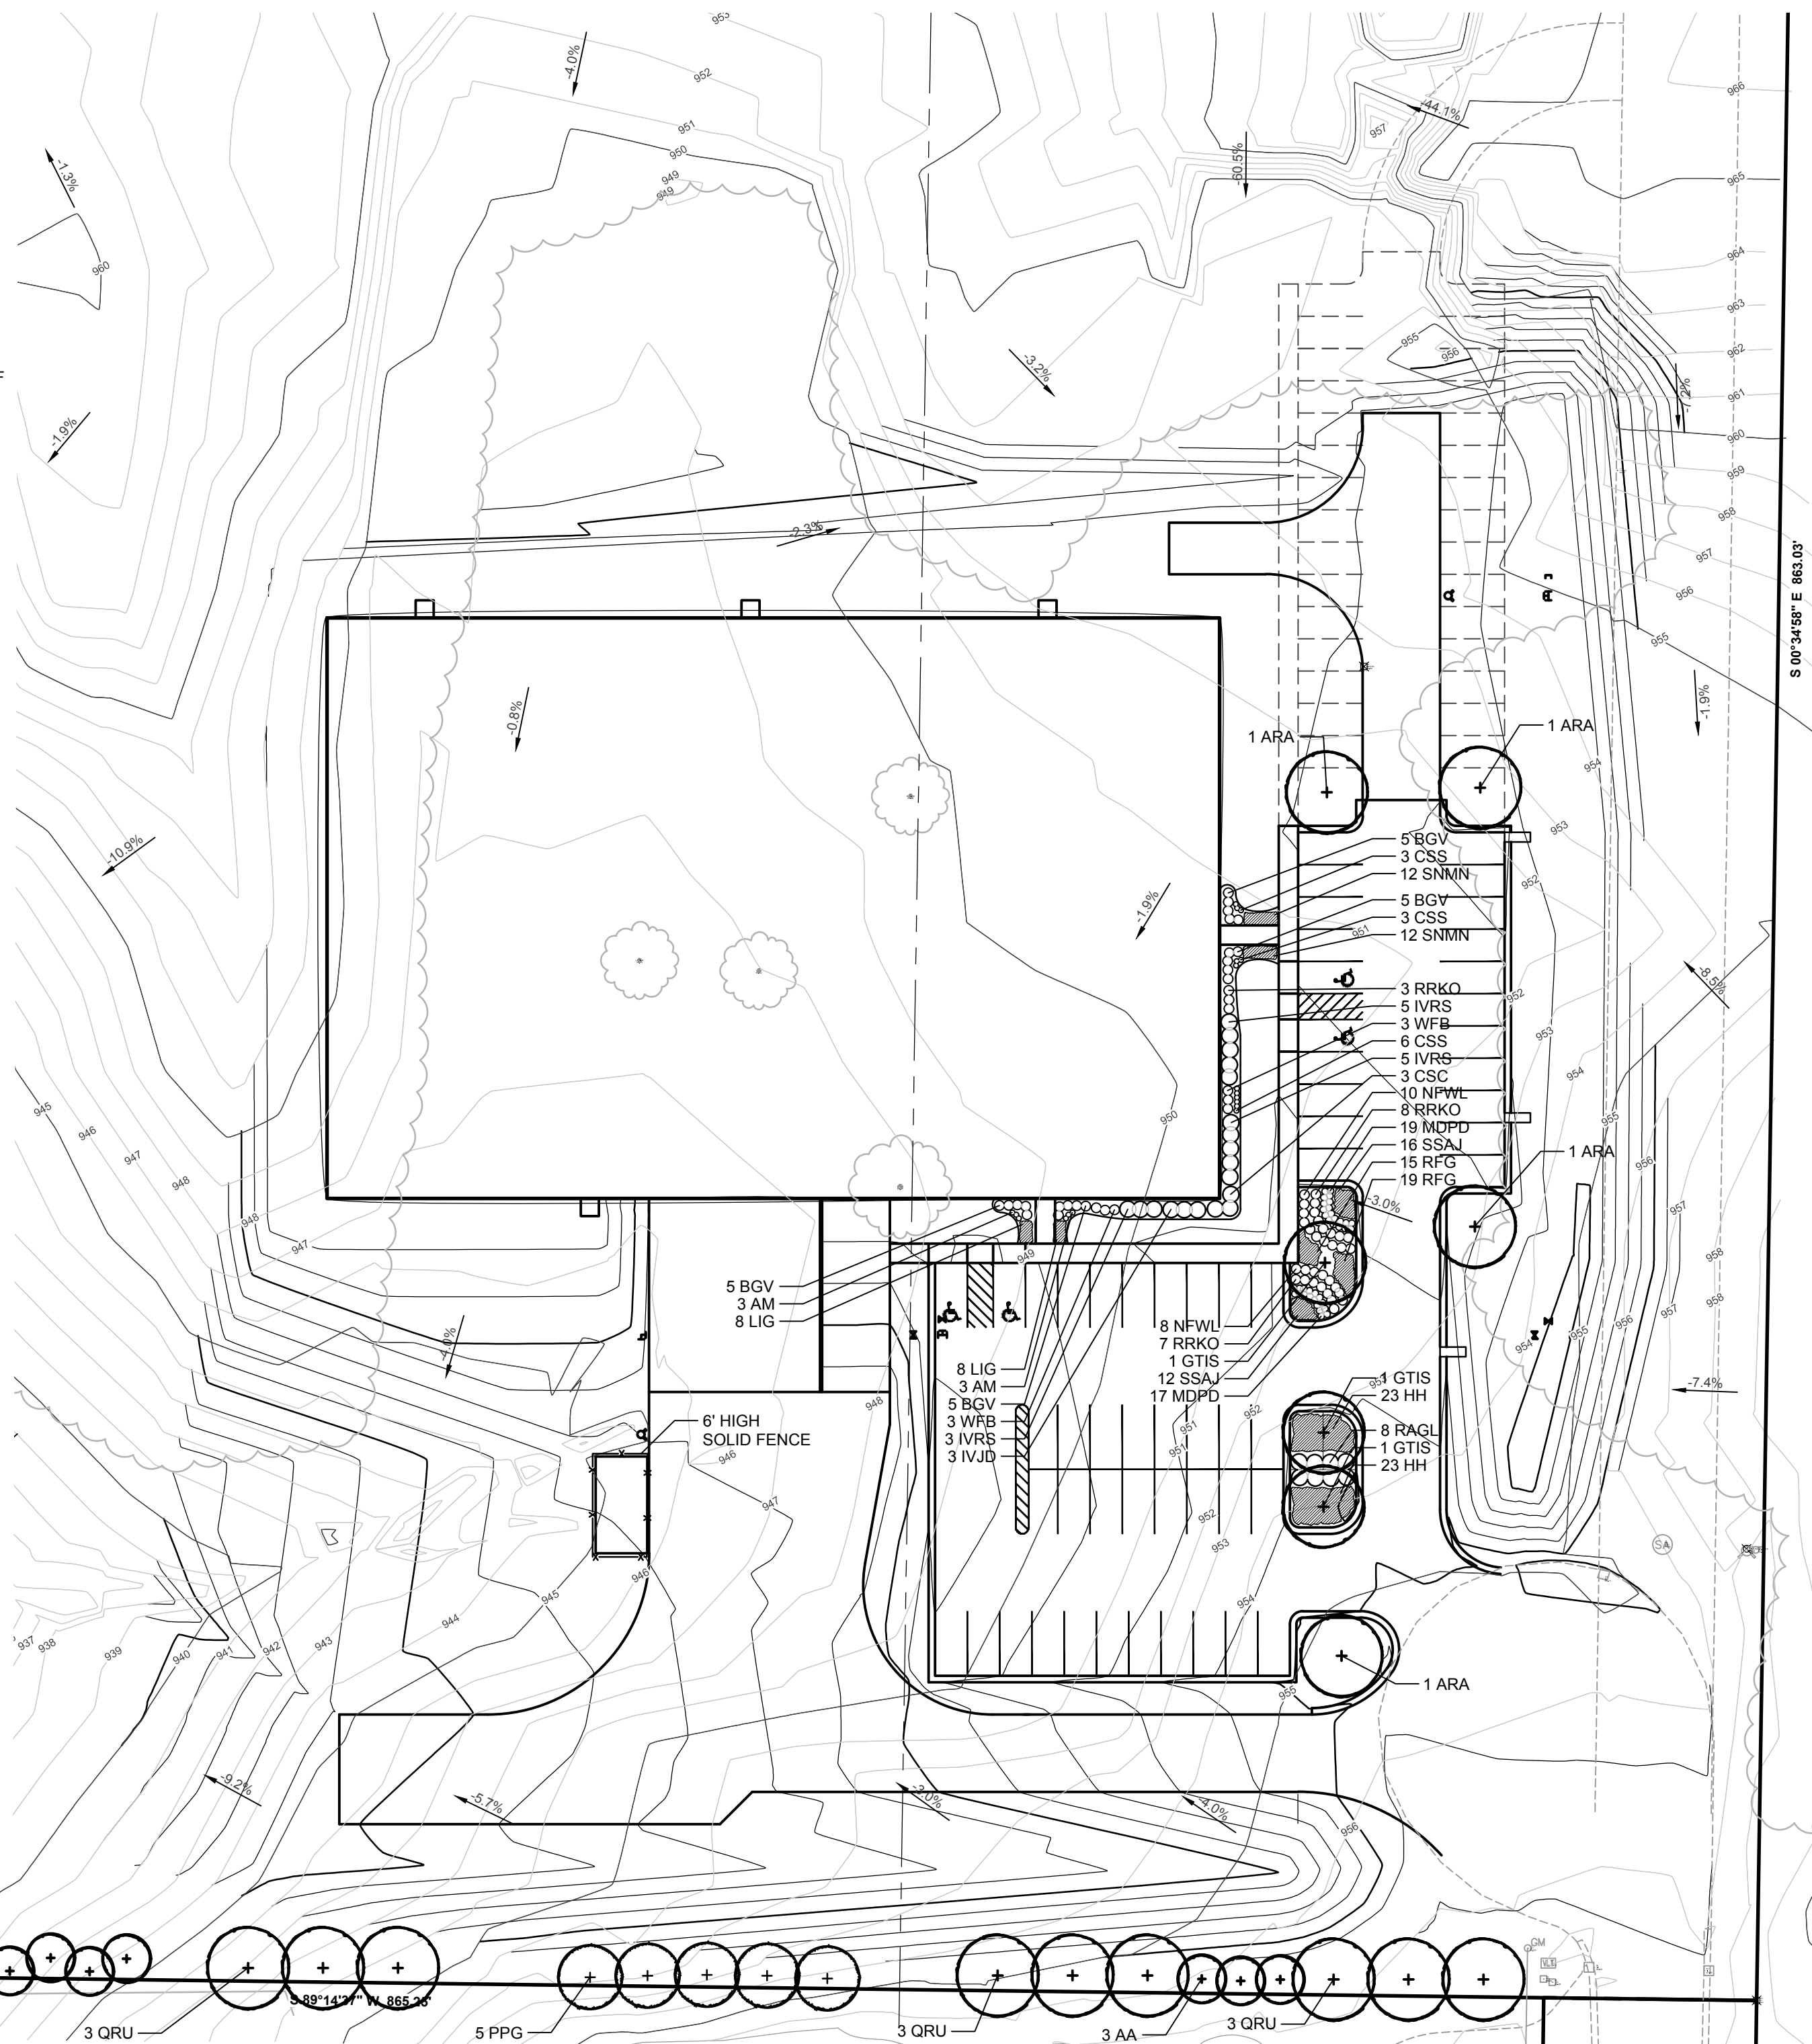 953
952
951
950
949
949
-4.0%
-1.3%
960
-1.9%
966
-44.1%
957
965
-60.5%
964
963
962
961
960
959
958
957
956
955
955
956
-7.2%
-3.2%
-2.3%
S 00°34'58" E  863.03'
-0.8%
-1.9%
954
953
952
1 ARA
1 ARA
5 BGV
3 CSS
12 SNMN
5 BGV
3 CSS
12 SNMN
951
-1.9%
-10.9%
-8.5%
3 RRKO
5 IVRS
3 WFB
6 CSS
5 IVRS
3 CSC
10 NFWL
8 RRKO
19 MDPD
16 SSAJ
15 RFG
19 RFG
952
953
954
955
956
957
958
950
1 ARA
-3.0%
945
946
947
948
948
947
949
5 BGV
3 AM
8 LIG
8 NFWL
7 RRKO
1 GTIS
12 SSAJ
17 MDPD
8 LIG
3 AM
5 BGV
3 WFB
3 IVRS
3 IVJD
1 GTIS
23 HH
8 RAGL
1 GTIS
23 HH
954
955
956
957
958
-7.4%
-4.0%
948
6' HIGH
SOLID FENCE
946
947
951
951
952
952
953
953
954
955
SA
946
945
944
943
942
941
940
939
938
937
1 ARA
-9.2%
-5.7%
-3.0%
-4.0%
956
GM
S 89°14'37" W  865.25'
3 QRU
5 PPG
3 QRU
3 AA
3 QRU